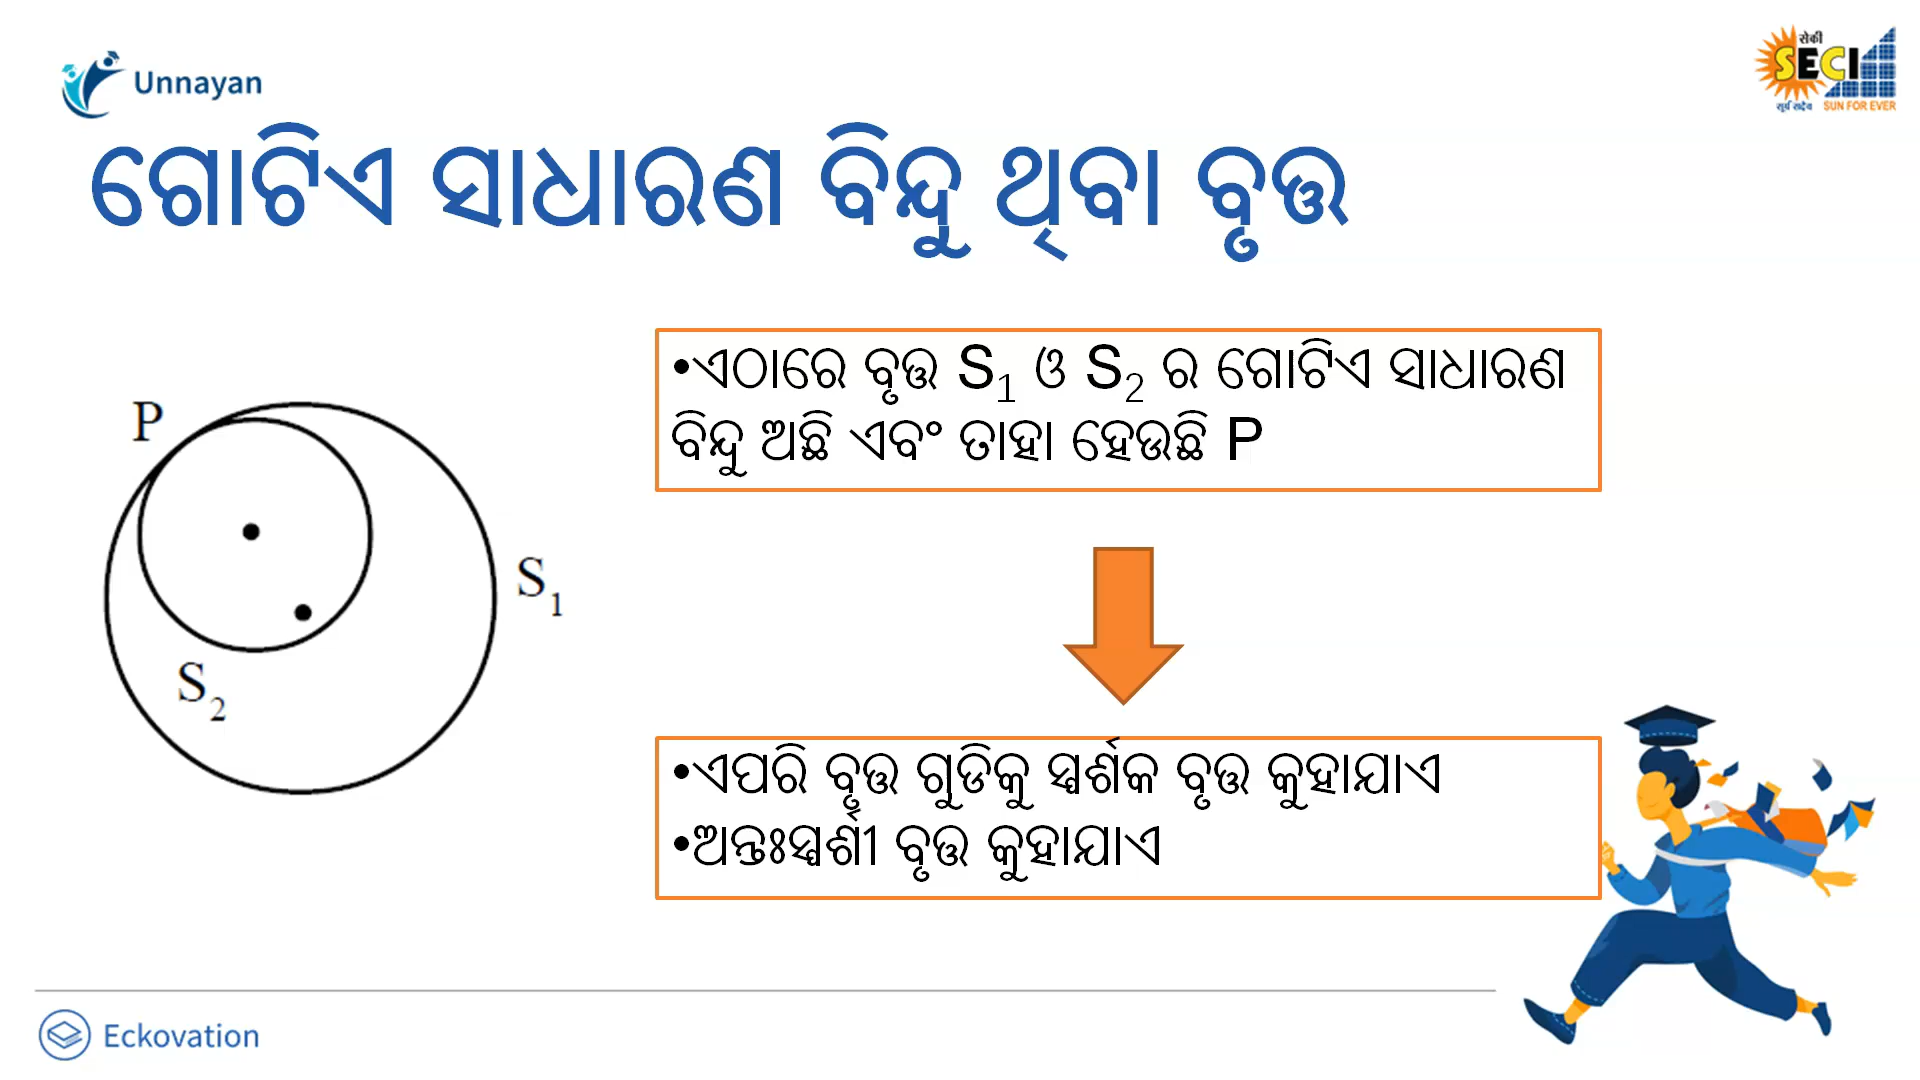 Unnayan
सेकी
SECI
सूर्य सदैव SUN FOR EVER
ଗୋଟିଏ ସାଧାରଣ ବିନ୍ଦୁ ଥିବା ବୃତ୍ତ
•ଏଠାରେ ବୃତ୍ତ S₁ ଓ S₂ ର ଗୋଟିଏ ସାଧାରଣ
ବିନ୍ଦୁ ଅଛି ଏବଂ ତାହା ହେଉଛି P
P
S₁
S₂
•ଏପରି ବୃତ୍ତ ଗୁଡିକୁ ସ୍ପର୍ଶକ ବୃତ୍ତ କୁହାଯାଏ
•ଅନ୍ତଃସ୍ପର୍ଶୀ ବୃତ୍ତ କୁହାଯାଏ
Eckovation